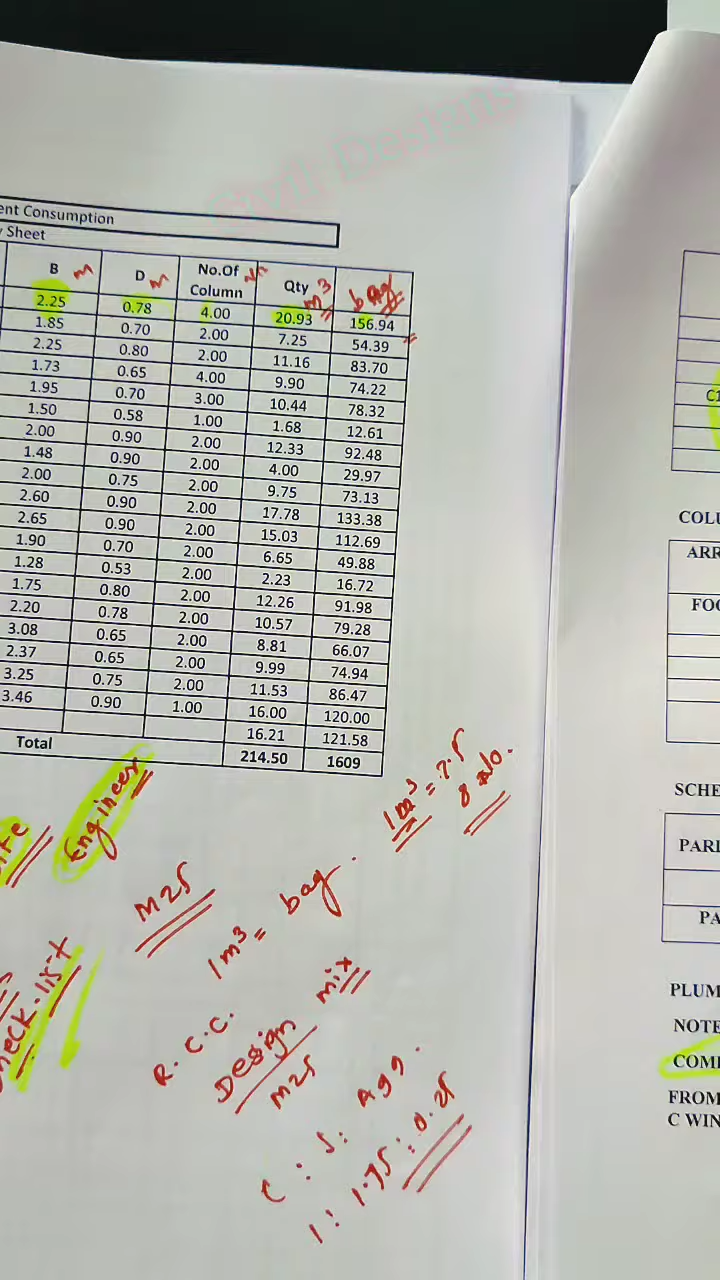 Civil Designs
ent Consumption
y Sheet
B m D m No.Of Column Qty m³ bag
2.25 0.78 4.00 20.93 156.94
1.85 0.70 2.00 7.25 54.39
2.25 0.80 2.00 11.16 83.70
1.73 0.65 4.00 9.90 74.22
1.95 0.70 3.00 10.44 78.32
1.50 0.58 1.00 1.68 12.61
2.00 0.90 2.00 12.33 92.48
1.48 0.90 2.00 4.00 29.97
2.00 0.75 2.00 9.75 73.13
2.60 0.90 2.00 17.78 133.38
2.65 0.90 2.00 15.03 112.69
1.90 0.70 2.00 6.65 49.88
1.28 0.53 2.00 2.23 16.72
1.75 0.80 2.00 12.26 91.98
2.20 0.78 2.00 10.57 79.28
3.08 0.65 2.00 8.81 66.07
2.37 0.65 2.00 9.99 74.94
3.25 0.75 2.00 11.53 86.47
3.46 0.90 1.00 16.00 120.00
16.21 121.58
Total 214.50 1609
Engineer
M25
1m³ = bag. 1m³ = 7.5
8 No.
check-list
R.C.C.
Design mix
M25
C : S : Agg.
1 : 1.75 : 0.25
C1
COLU
ARR
FOO
SCHE
PARI
PA
PLUM
NOTE
COMI
FROM
C WIN